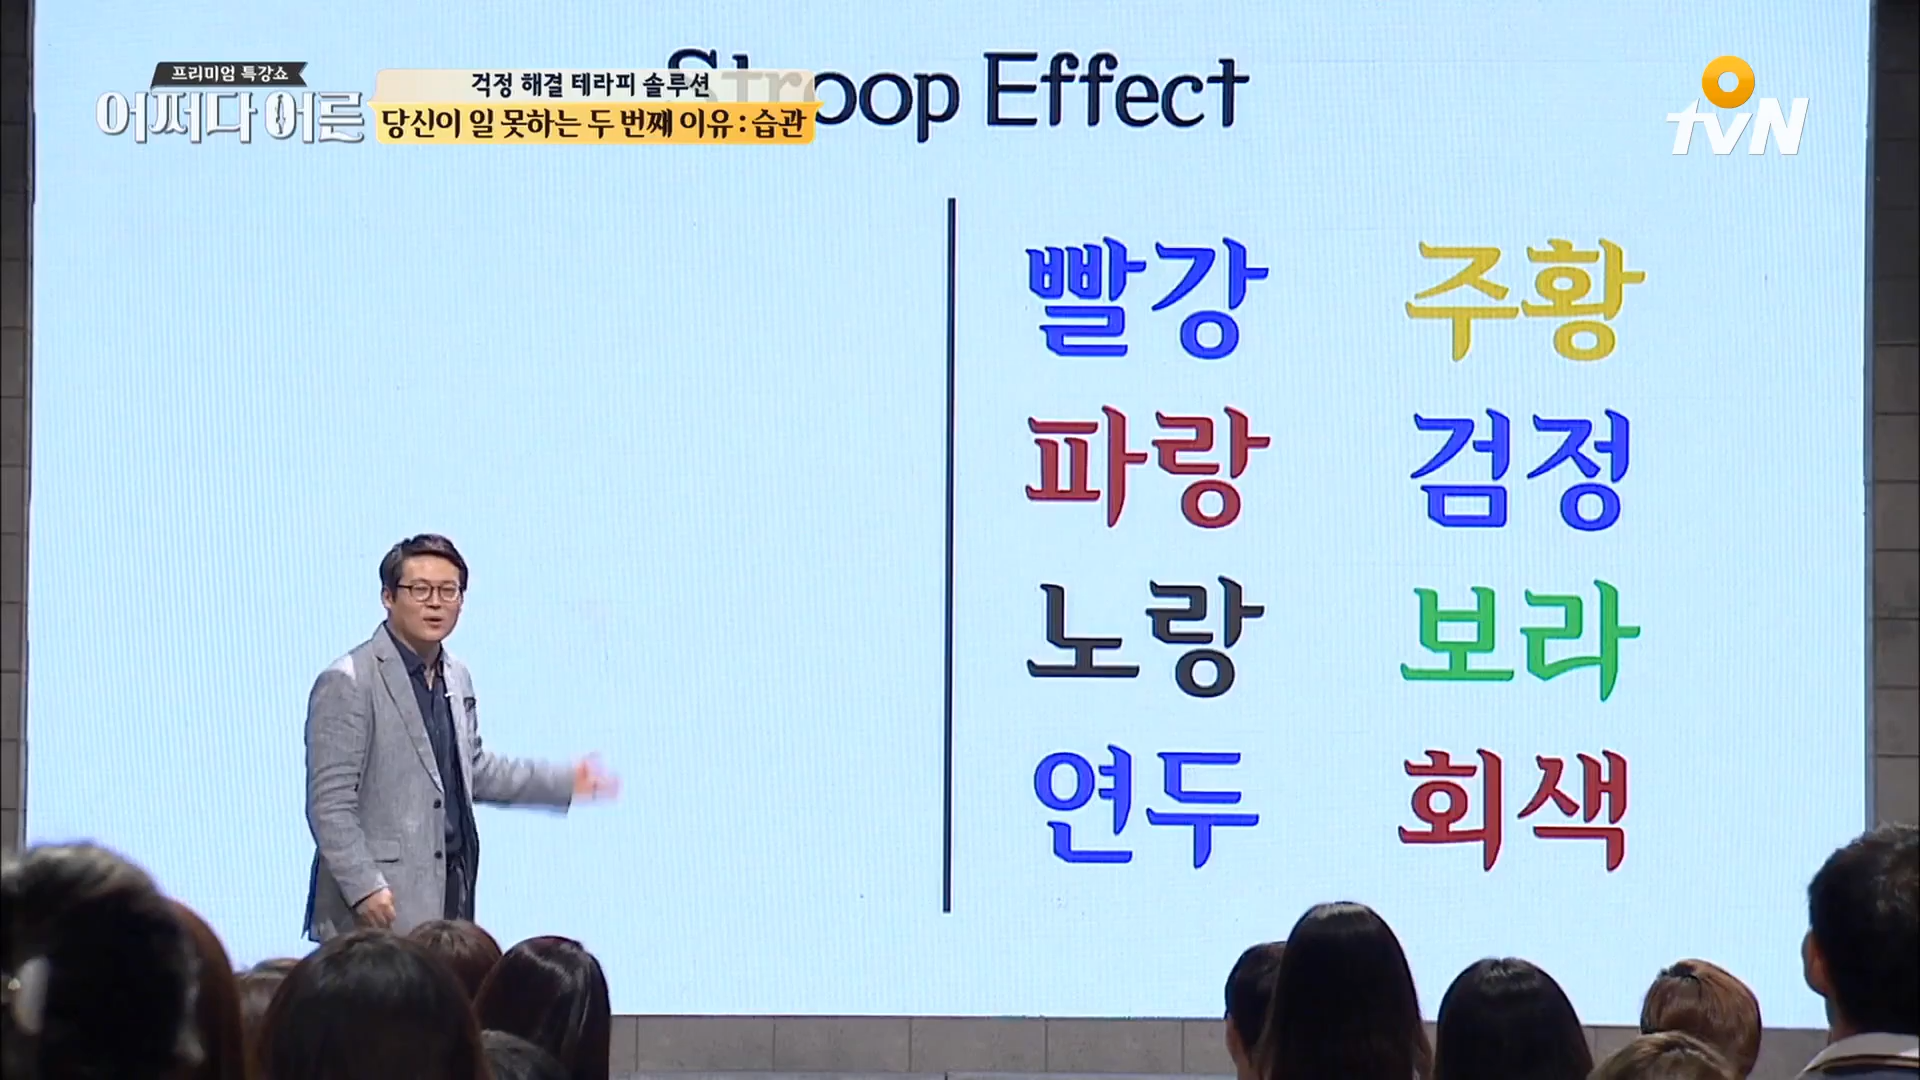 프리미엄 특강쇼
어쩌다 어른
걱정 해결 테라피 솔루션
당신이 일 못하는 두 번째 이유 : 습관
Stroop Effect
tvN
빨강 주황
파랑 검정
노랑 보라
연두 회색